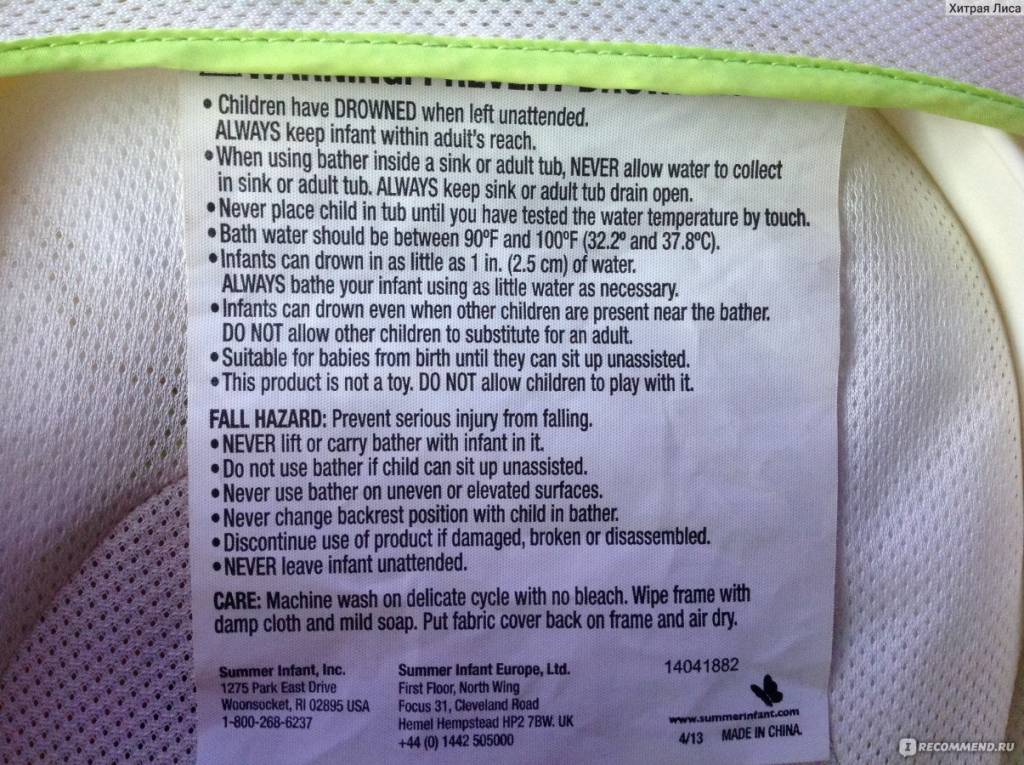 Хитрая Лиса
WARNING: PREVENT
• Children have DROWNED when left unattended.
ALWAYS keep infant within adult's reach.
• When using bather inside a sink or adult tub, NEVER allow water to collect
in sink or adult tub. ALWAYS keep sink or adult tub drain open.
• Never place child in tub until you have tested the water temperature by touch.
• Bath water should be between 90ºF and 100ºF (32.2º and 37.8ºC).
• Infants can drown in as little as 1 in. (2.5 cm) of water.
ALWAYS bathe your infant using as little water as necessary.
• Infants can drown even when other children are present near the bather.
DO NOT allow other children to substitute for an adult.
• Suitable for babies from birth until they can sit up unassisted.
• This product is not a toy. DO NOT allow children to play with it.
FALL HAZARD: Prevent serious injury from falling.
• NEVER lift or carry bather with infant in it.
• Do not use bather if child can sit up unassisted.
• Never use bather on uneven or elevated surfaces.
• Never change backrest position with child in bather.
• Discontinue use of product if damaged, broken or disassembled.
• NEVER leave infant unattended.
CARE: Machine wash on delicate cycle with no bleach. Wipe frame with
damp cloth and mild soap. Put fabric cover back on frame and air dry.
Summer Infant, Inc.
1275 Park East Drive
Woonsocket, RI 02895 USA
1-800-268-6237
Summer Infant Europe, Ltd.
First Floor, North Wing
Focus 31, Cleveland Road
Hemel Hempstead HP2 7BW. UK
+44 (0) 1442 505000
14041882
www.summerinfant.com
4/13 MADE IN CHINA.
IRECOMMEND.RU